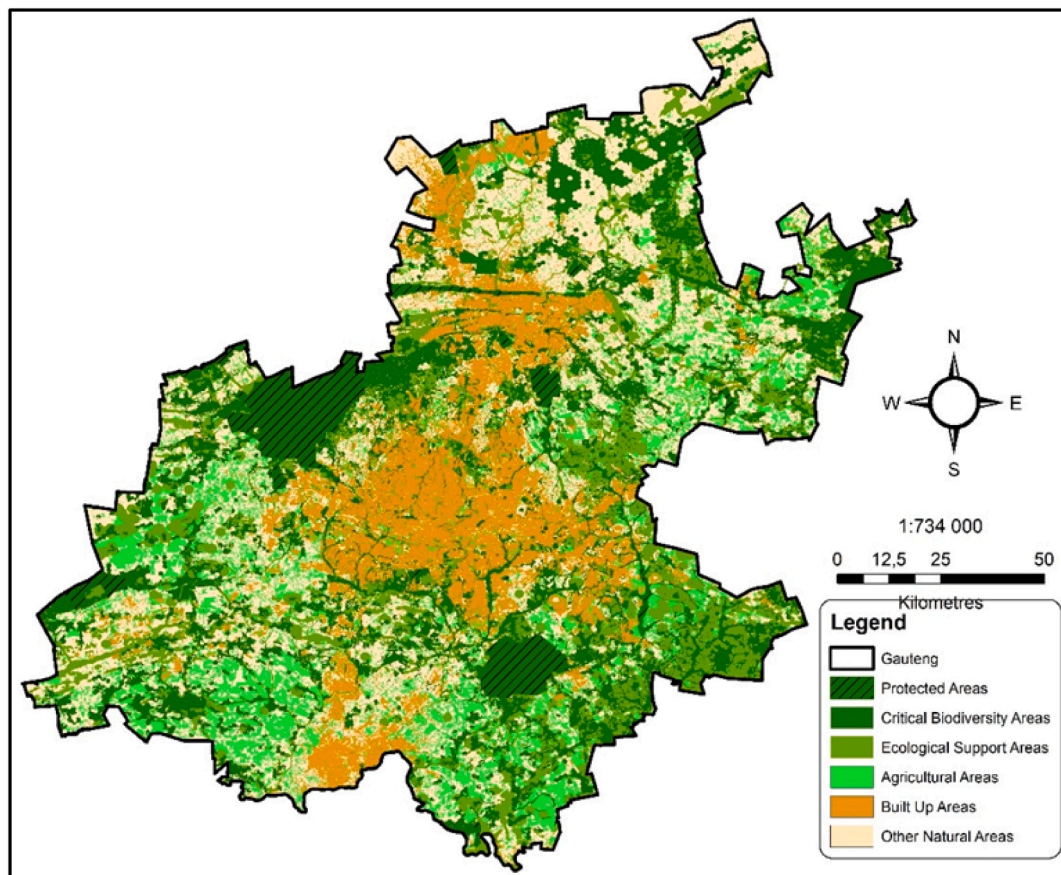 N
W E
S
1:734 000
0 12,5 25 50
Kilometres
Legend
Gauteng
Protected Areas
Critical Biodiversity Areas
Ecological Support Areas
Agricultural Areas
Built Up Areas
Other Natural Areas